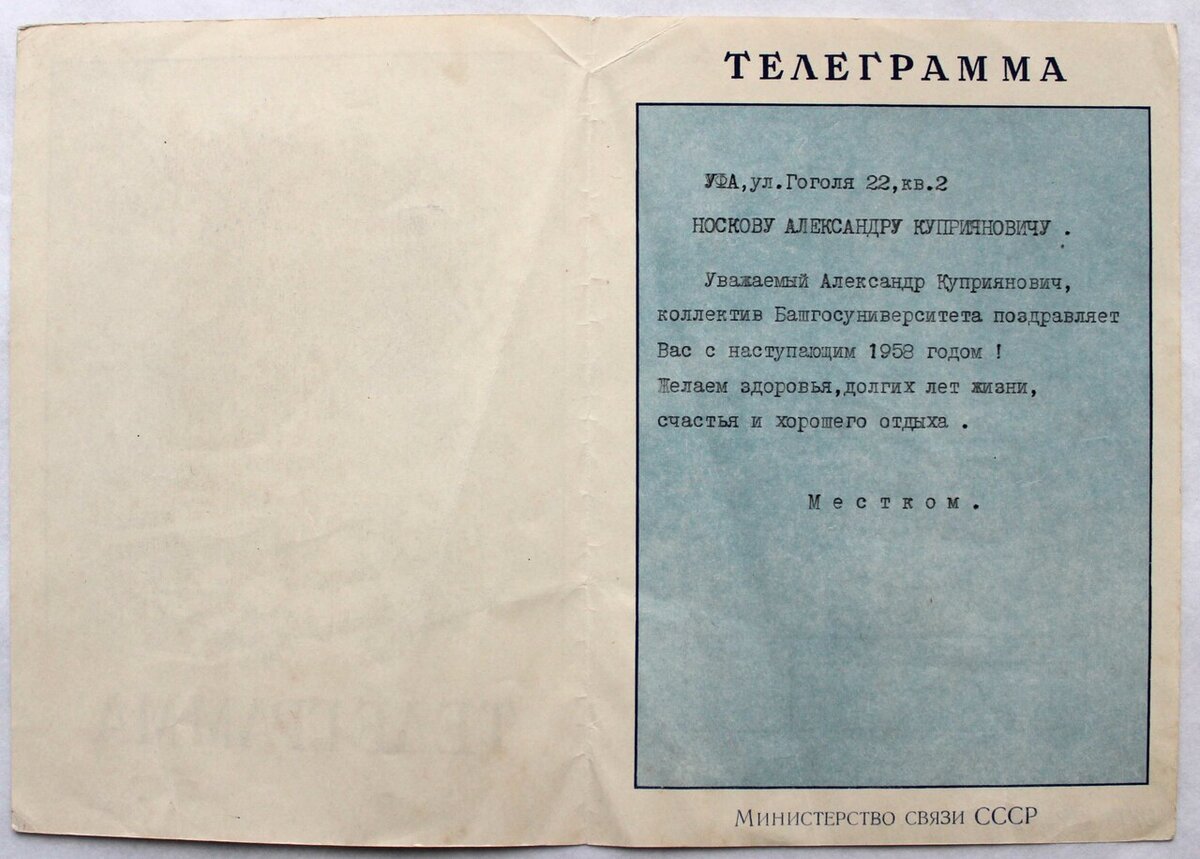 ТЕЛЕГРАММА
УФА,ул.Гоголя 22,кв.2
НОСКОВУ АЛЕКСАНДРУ КУПРИЯНОВИЧУ .
Уважаемый Александр Куприянович,
коллектив Башгосуниверситета поздравляет
Вас с наступающим 1958 годом !
Желаем здоровья,долгих лет жизни,
счастья и хорошего отдыха .
М е с т к о м .
МИНИСТЕРСТВО СВЯЗИ СССР
ТЕЛЕГРАММА